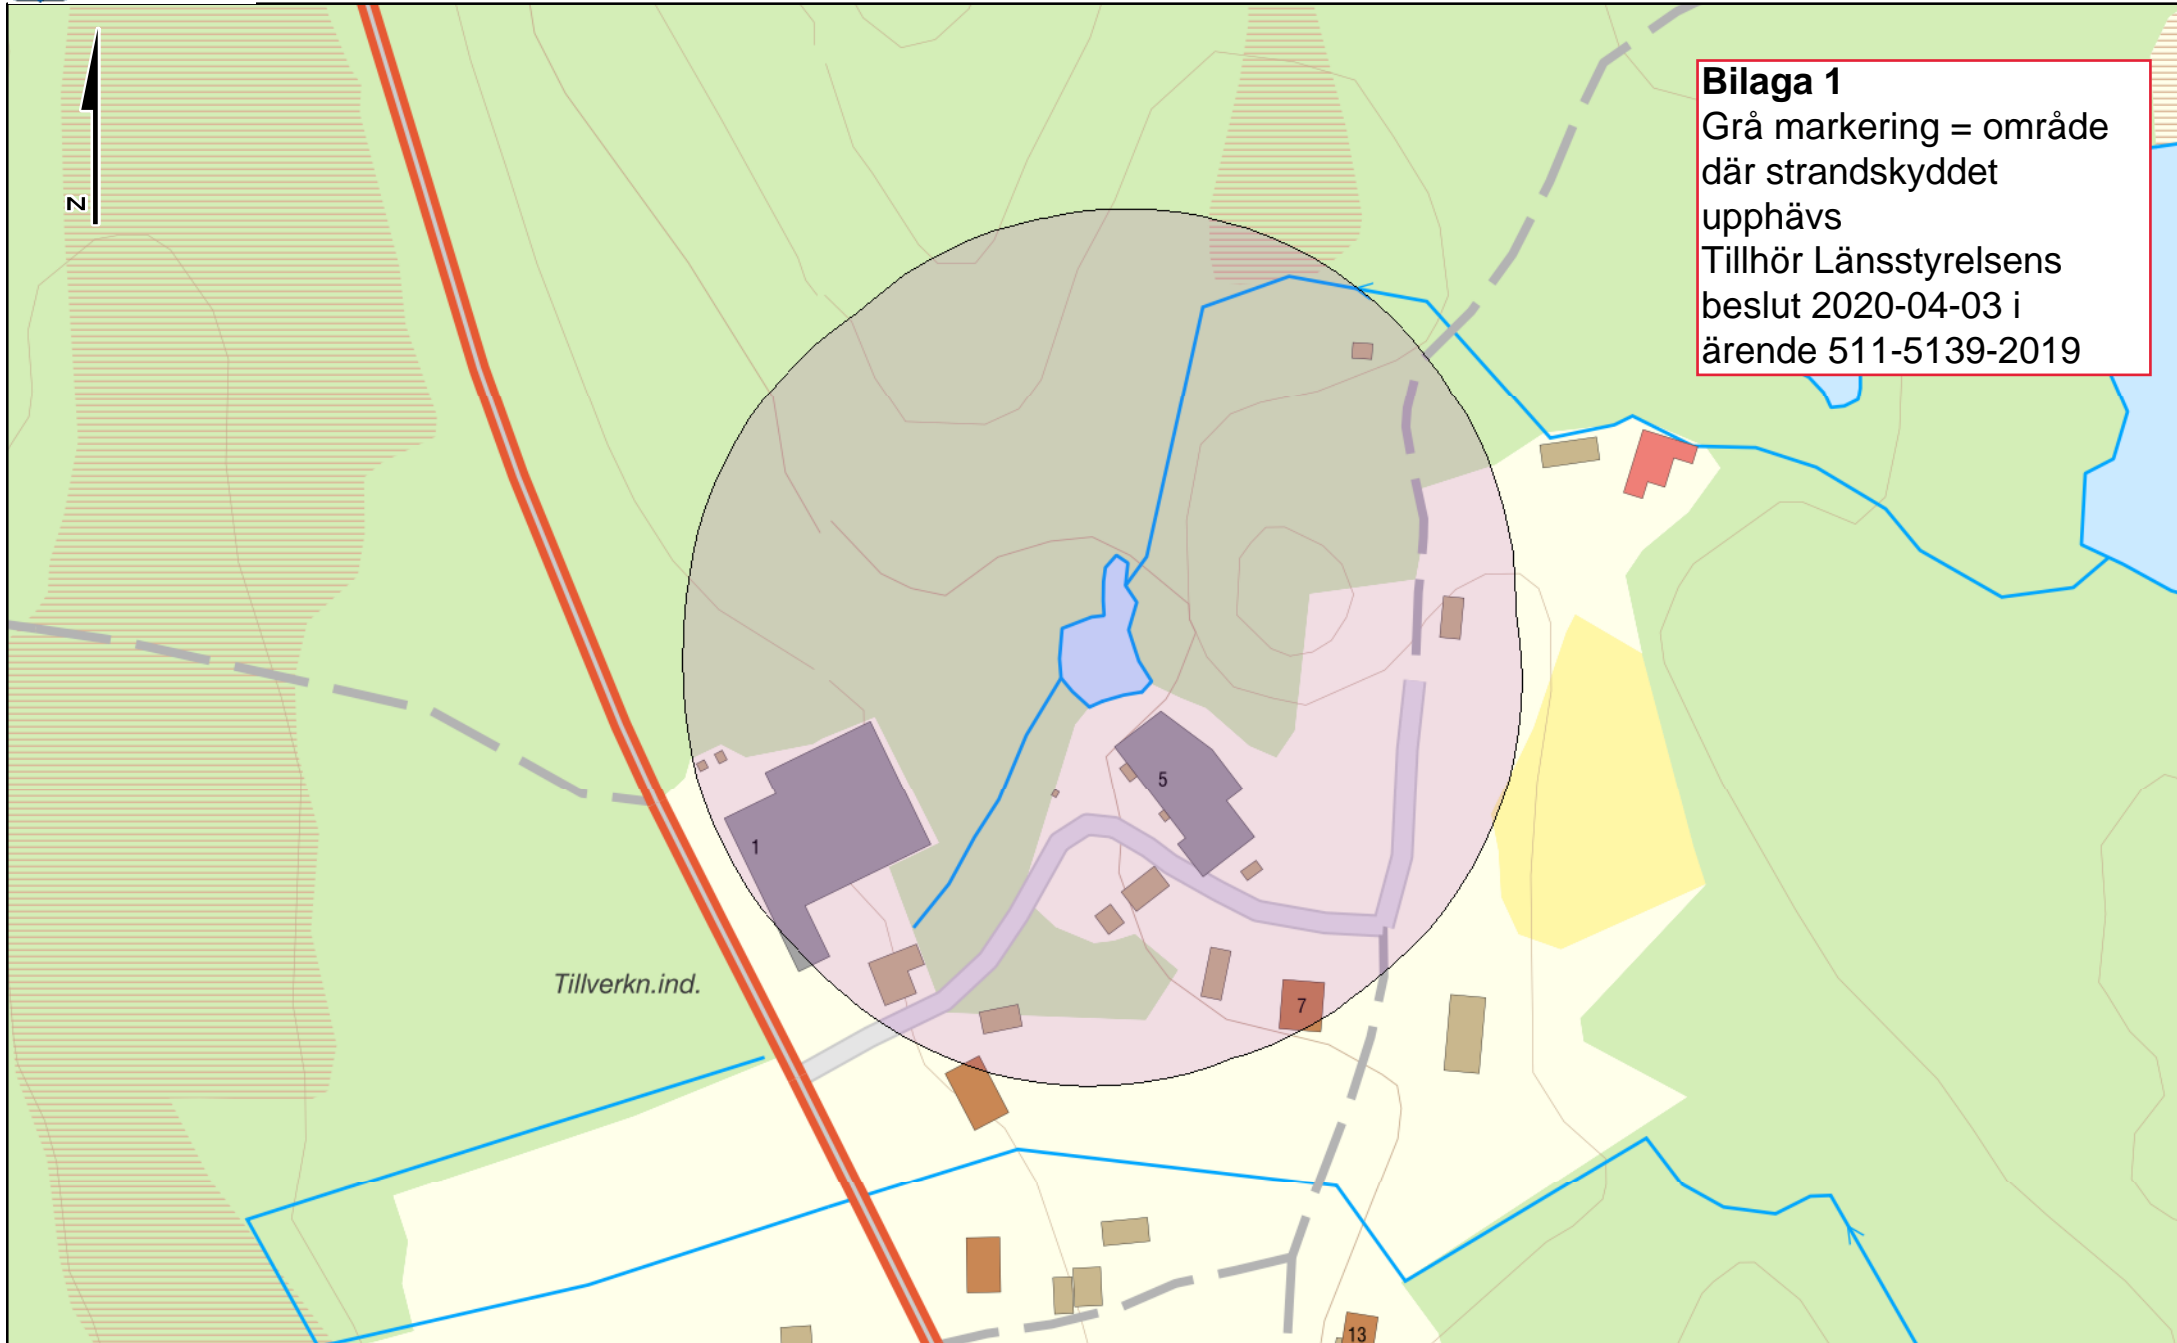 Bilaga 1
Grå markering = område
där strandskyddet
upphävs
Tillhör Länsstyrelsens
beslut 2020-04-03 i
ärende 511-5139-2019
N
5
1
Tillverkn.ind.
7
13